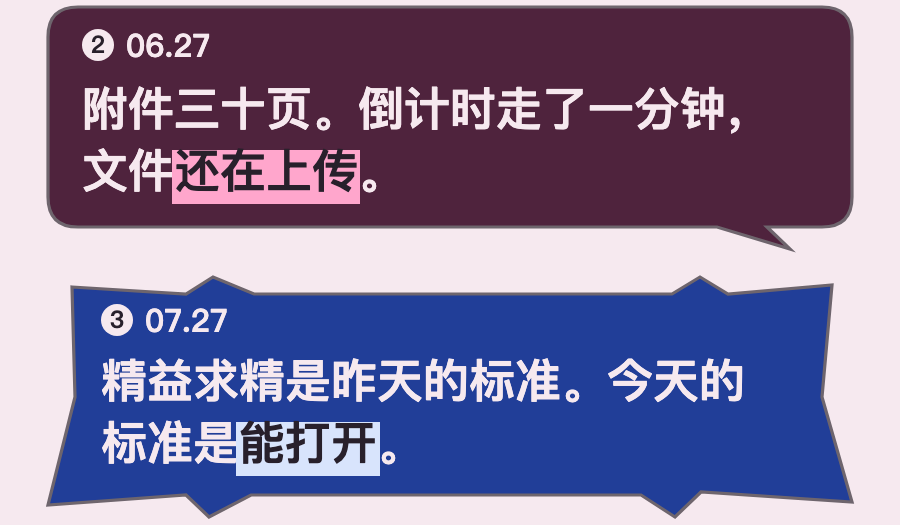 2 06.27
附件三十页。倒计时走了一分钟，
文件还在上传。
3 07.27
精益求精是昨天的标准。今天的
标准是能打开。